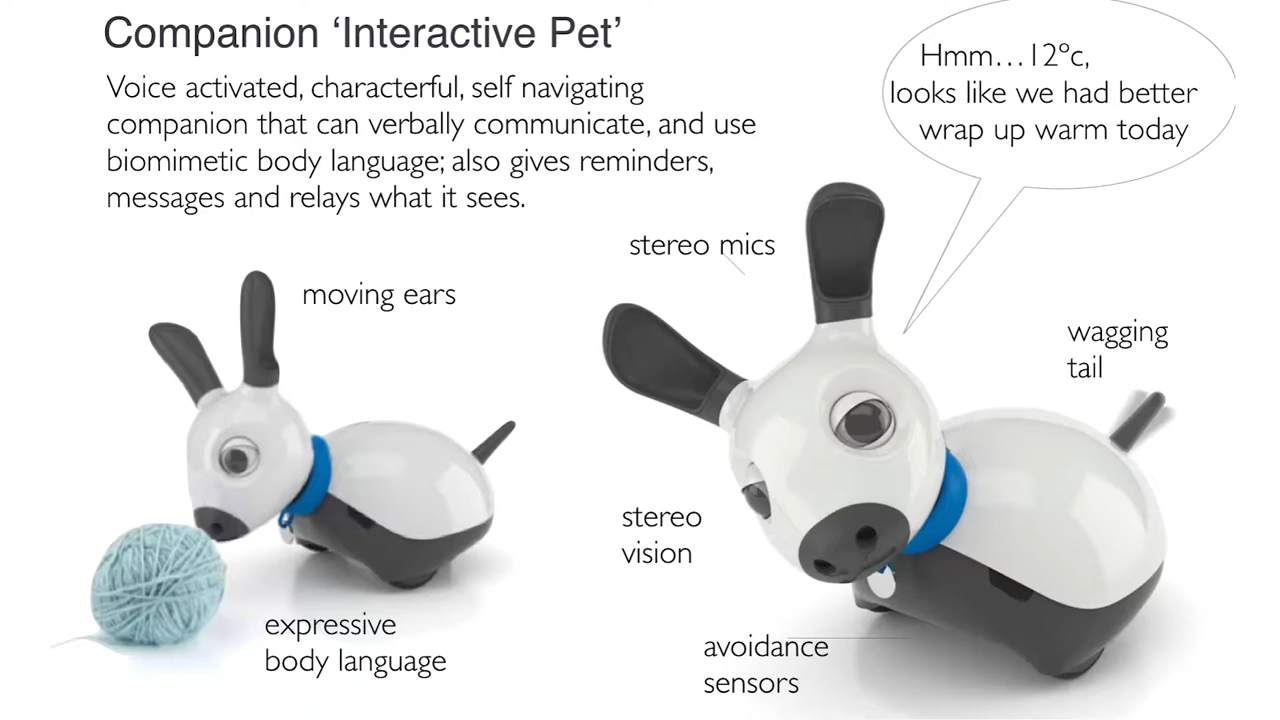 Companion ‘Interactive Pet’
Voice activated, characterful, self navigating
companion that can verbally communicate, and use
biomimetic body language; also gives reminders,
messages and relays what it sees.
Hmm…12ºc,
looks like we had better
wrap up warm today
stereo mics
moving ears
wagging
tail
stereo
vision
expressive
body language
avoidance
sensors